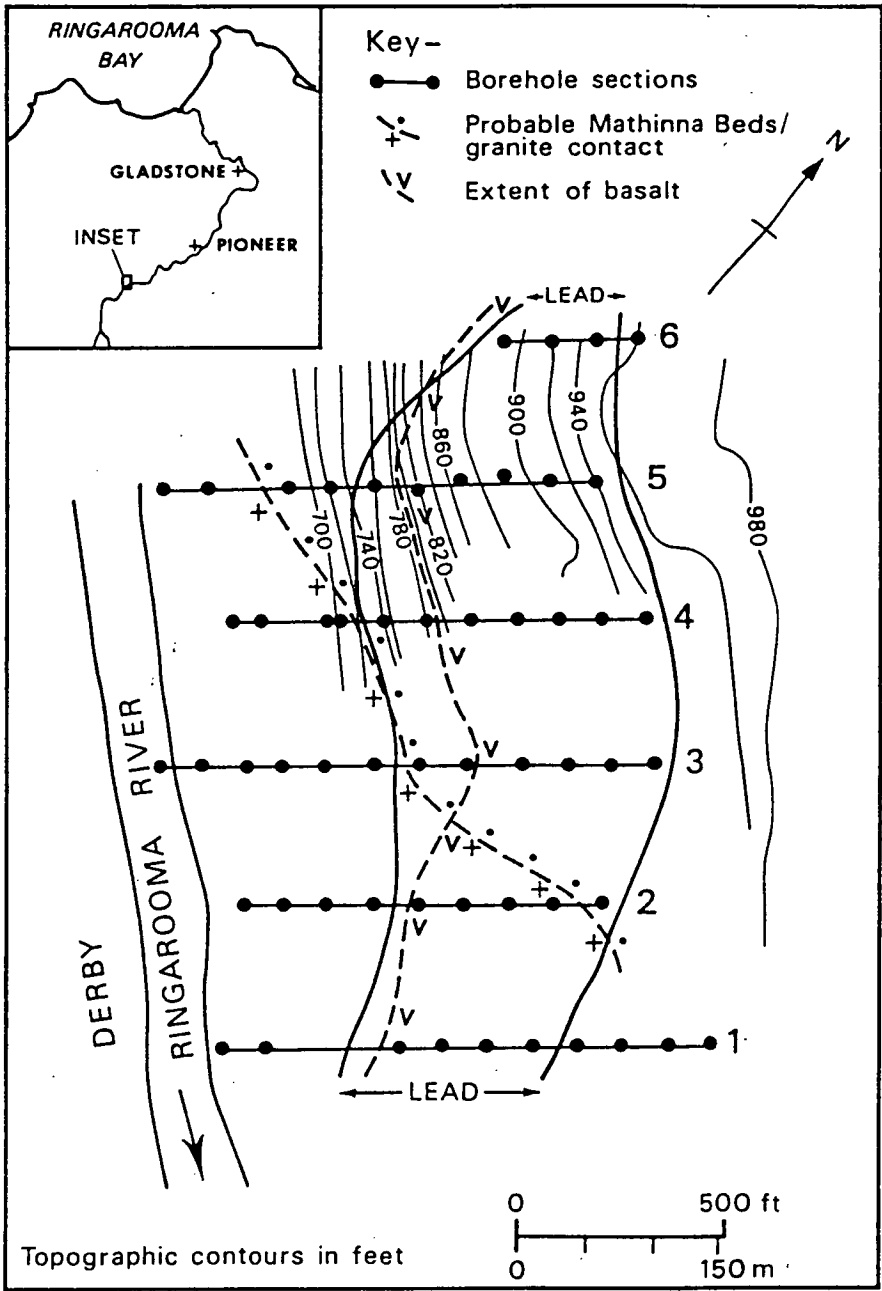 RINGAROOMA
BAY
GLADSTONE
INSET
PIONEER
Key-
Borehole sections
Probable Mathinna Beds/
granite contact
Extent of basalt
N
LEAD
6
5
4
3
2
1
900
940
860
980
700
740
780
820
DERBY
RINGAROOMA RIVER
LEAD
0 500 ft
0 150 m
Topographic contours in feet